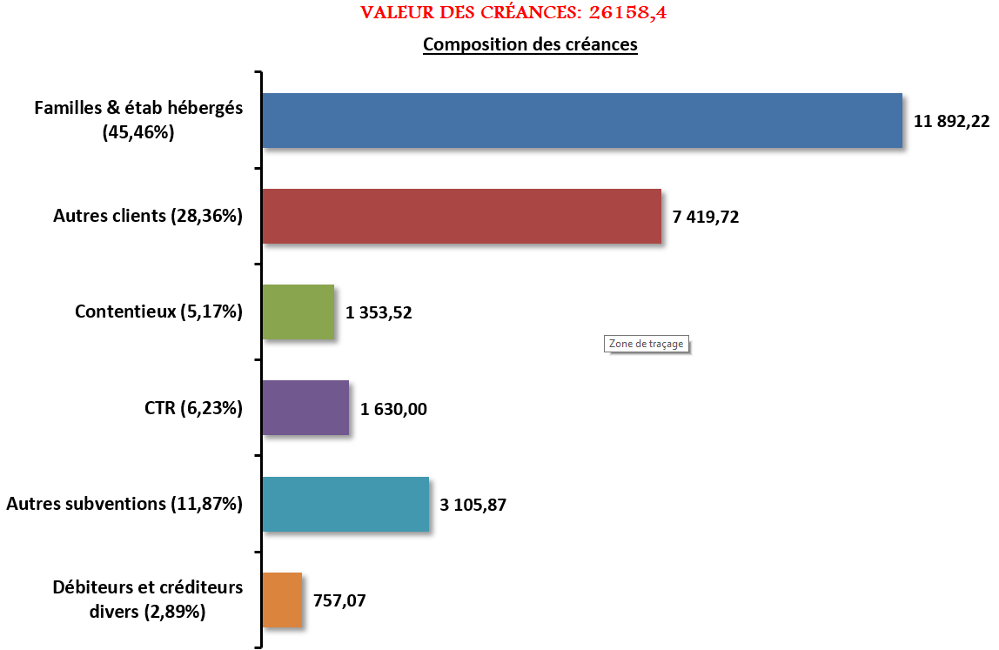 VALEUR DES CRÉANCES: 26158,4
Composition des créances
Familles & étab hébergés
(45,46%)
11 892,22
Autres clients (28,36%)
7 419,72
Contentieux (5,17%)
1 353,52
Zone de traçage
CTR (6,23%)
1 630,00
Autres subventions (11,87%)
3 105,87
Débiteurs et créditeurs
divers (2,89%)
757,07